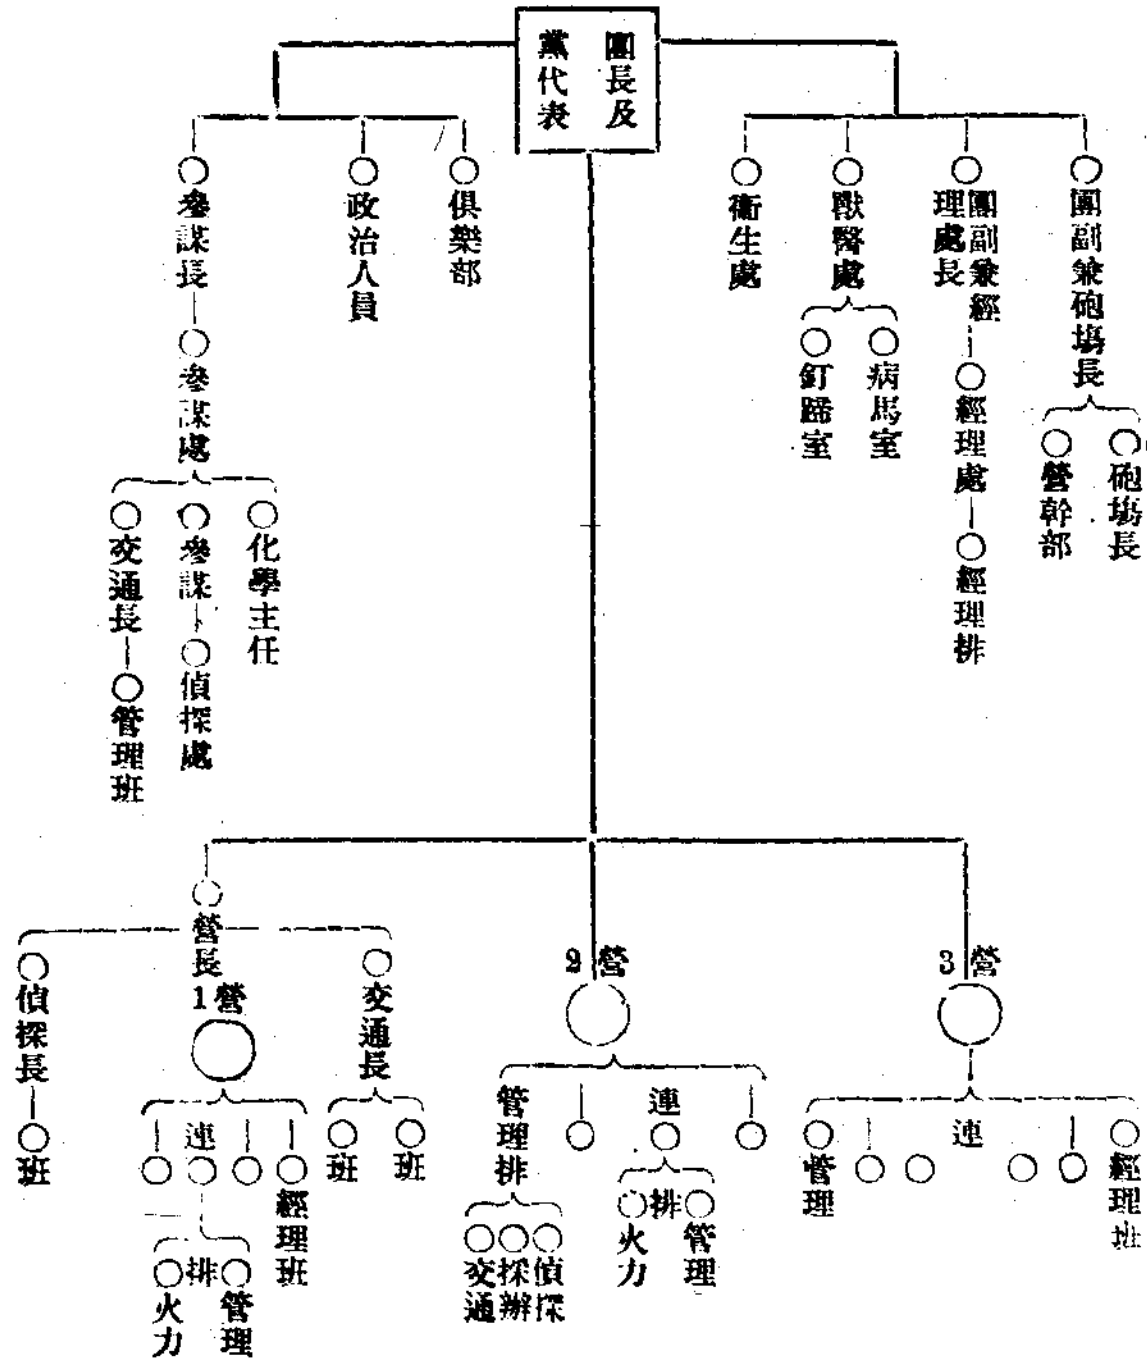 團長及
黨代表
團副兼砲塲長
砲塲長
營幹部
團副兼經
理處長
經理處
經理排
獸醫處
病馬室
釘蹄室
衞生處
俱樂部
政治人員
參謀長
參謀處
化學主任
參謀
偵探處
交通長
管理班
3營
連
經理
管理
2營
連
排
管理
火力
管理排
偵探
採辦
交通
營長
1營
交通長
班
班
偵探長
班
連
經理班
排
管理
火力